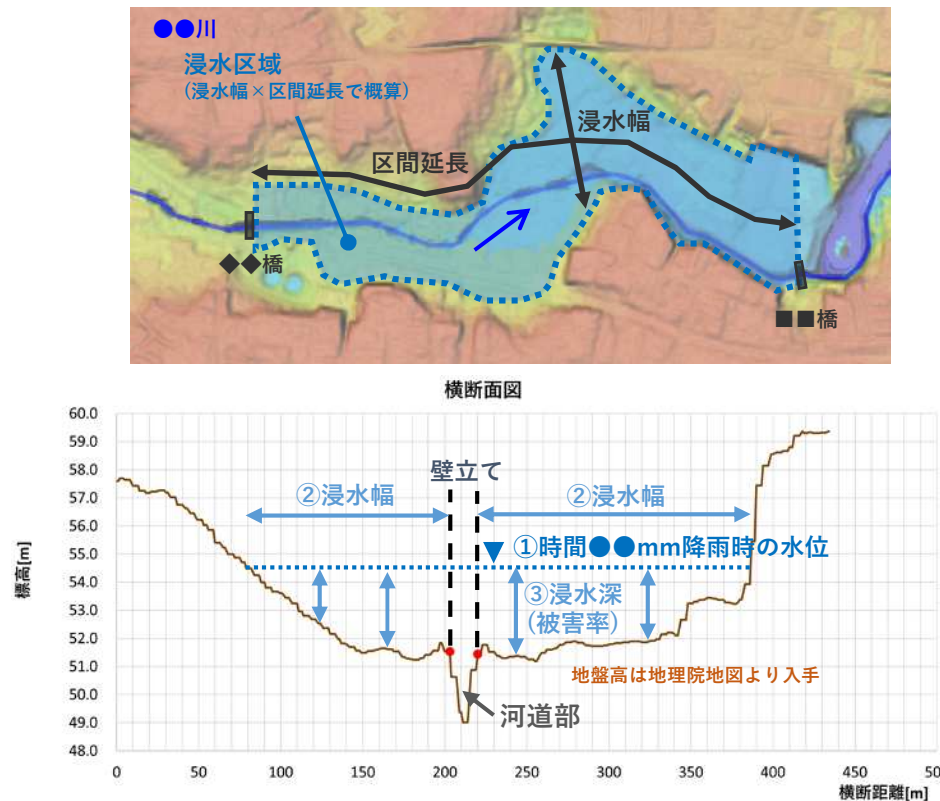 ●●川
浸水区域
(浸水幅×区間延長で概算)
浸水幅
区間延長
◆◆橋
■■橋
横断面図
60.0
59.0
58.0
57.0
56.0
55.0
54.0
53.0
52.0
51.0
50.0
49.0
48.0
標高[m]
壁立て
②浸水幅
②浸水幅
▼ ①時間●●mm降雨時の水位
③浸水深
(被害率)
地盤高は地理院地図より入手
河道部
0 50 100 150 200 250 300 350 400 450 500
横断距離[m]